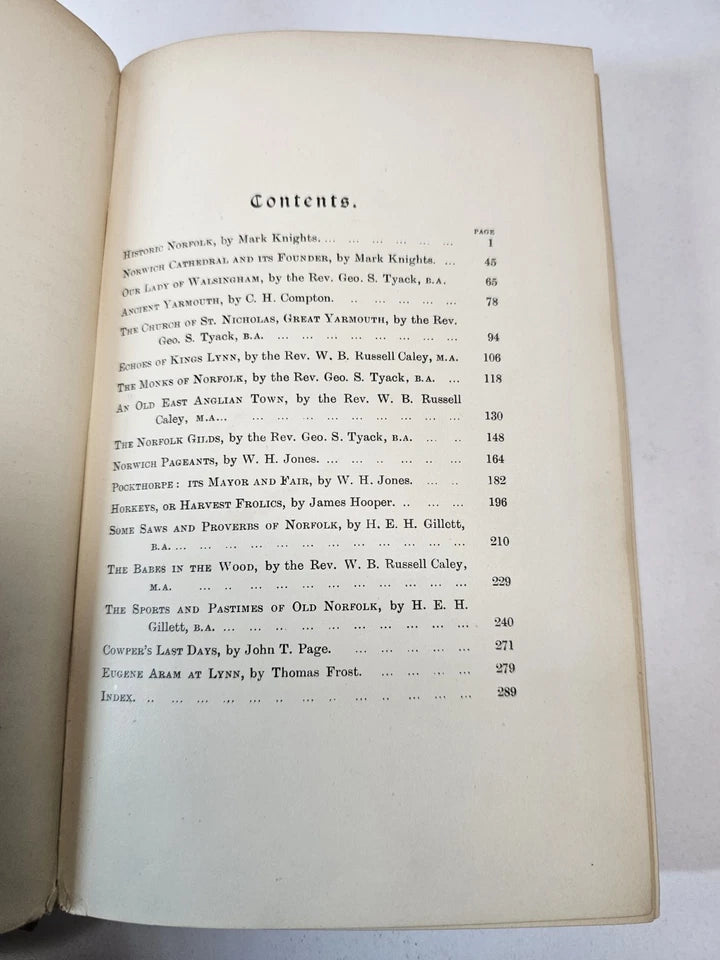 Contents.
PAGE
HISTORIC NORFOLK, by Mark Knights. ... ... ... ... ... ... 1
NORWICH CATHEDRAL AND ITS FOUNDER, by Mark Knights. ... 45
OUR LADY OF WALSINGHAM, by the Rev. Geo. S. Tyack, B.A. 65
ANCIENT YARMOUTH, by C. H. Compton. .. ... ... ... ... 78
THE CHURCH OF ST. NICHOLAS, GREAT YARMOUTH, by the Rev.
Geo. S. Tyack, B.A. ... ... ... ... ... ... ... ... 94
ECHOES OF KINGS LYNN, by the Rev. W. B. Russell Caley, M.A. 106
THE MONKS OF NORFOLK, by the Rev. Geo. S. Tyack, B.A. ... 118
AN OLD EAST ANGLIAN TOWN, by the Rev. W. B. Russell
Caley, M.A... ... ... ... ... ... ... ... ... ... 130
THE NORFOLK GILDS, by the Rev. Geo. S. Tyack, B.A. ... .. 148
NORWICH PAGEANTS, by W. H. Jones. ... ... ... .. ... ... 164
POCKTHORPE: ITS MAYOR AND FAIR, by W. H. Jones. ... .. 182
HORKEYS, OR HARVEST FROLICS, by James Hooper. .. ... ... 196
SOME SAWS AND PROVERBS OF NORFOLK, by H. E. H. Gillett,
B.A. ... ... ... ... ... ... ... ... ... ... ... ... 210
THE BABES IN THE WOOD, by the Rev. W. B. Russell Caley,
M.A. ... .. ... ... ... ... ... ... ... ... ... 229
THE SPORTS AND PASTIMES OF OLD NORFOLK, by H. E. H.
Gillett, B.A. ... ... ... ... ... ... ... ... ... ... 240
COWPER'S LAST DAYS, by John T. Page. ... ... ... ... ... 271
EUGENE ARAM AT LYNN, by Thomas Frost. ... ... ... ... 279
INDEX. .. ... ... ... ... .. ... .. ... ... ... ... ... 289